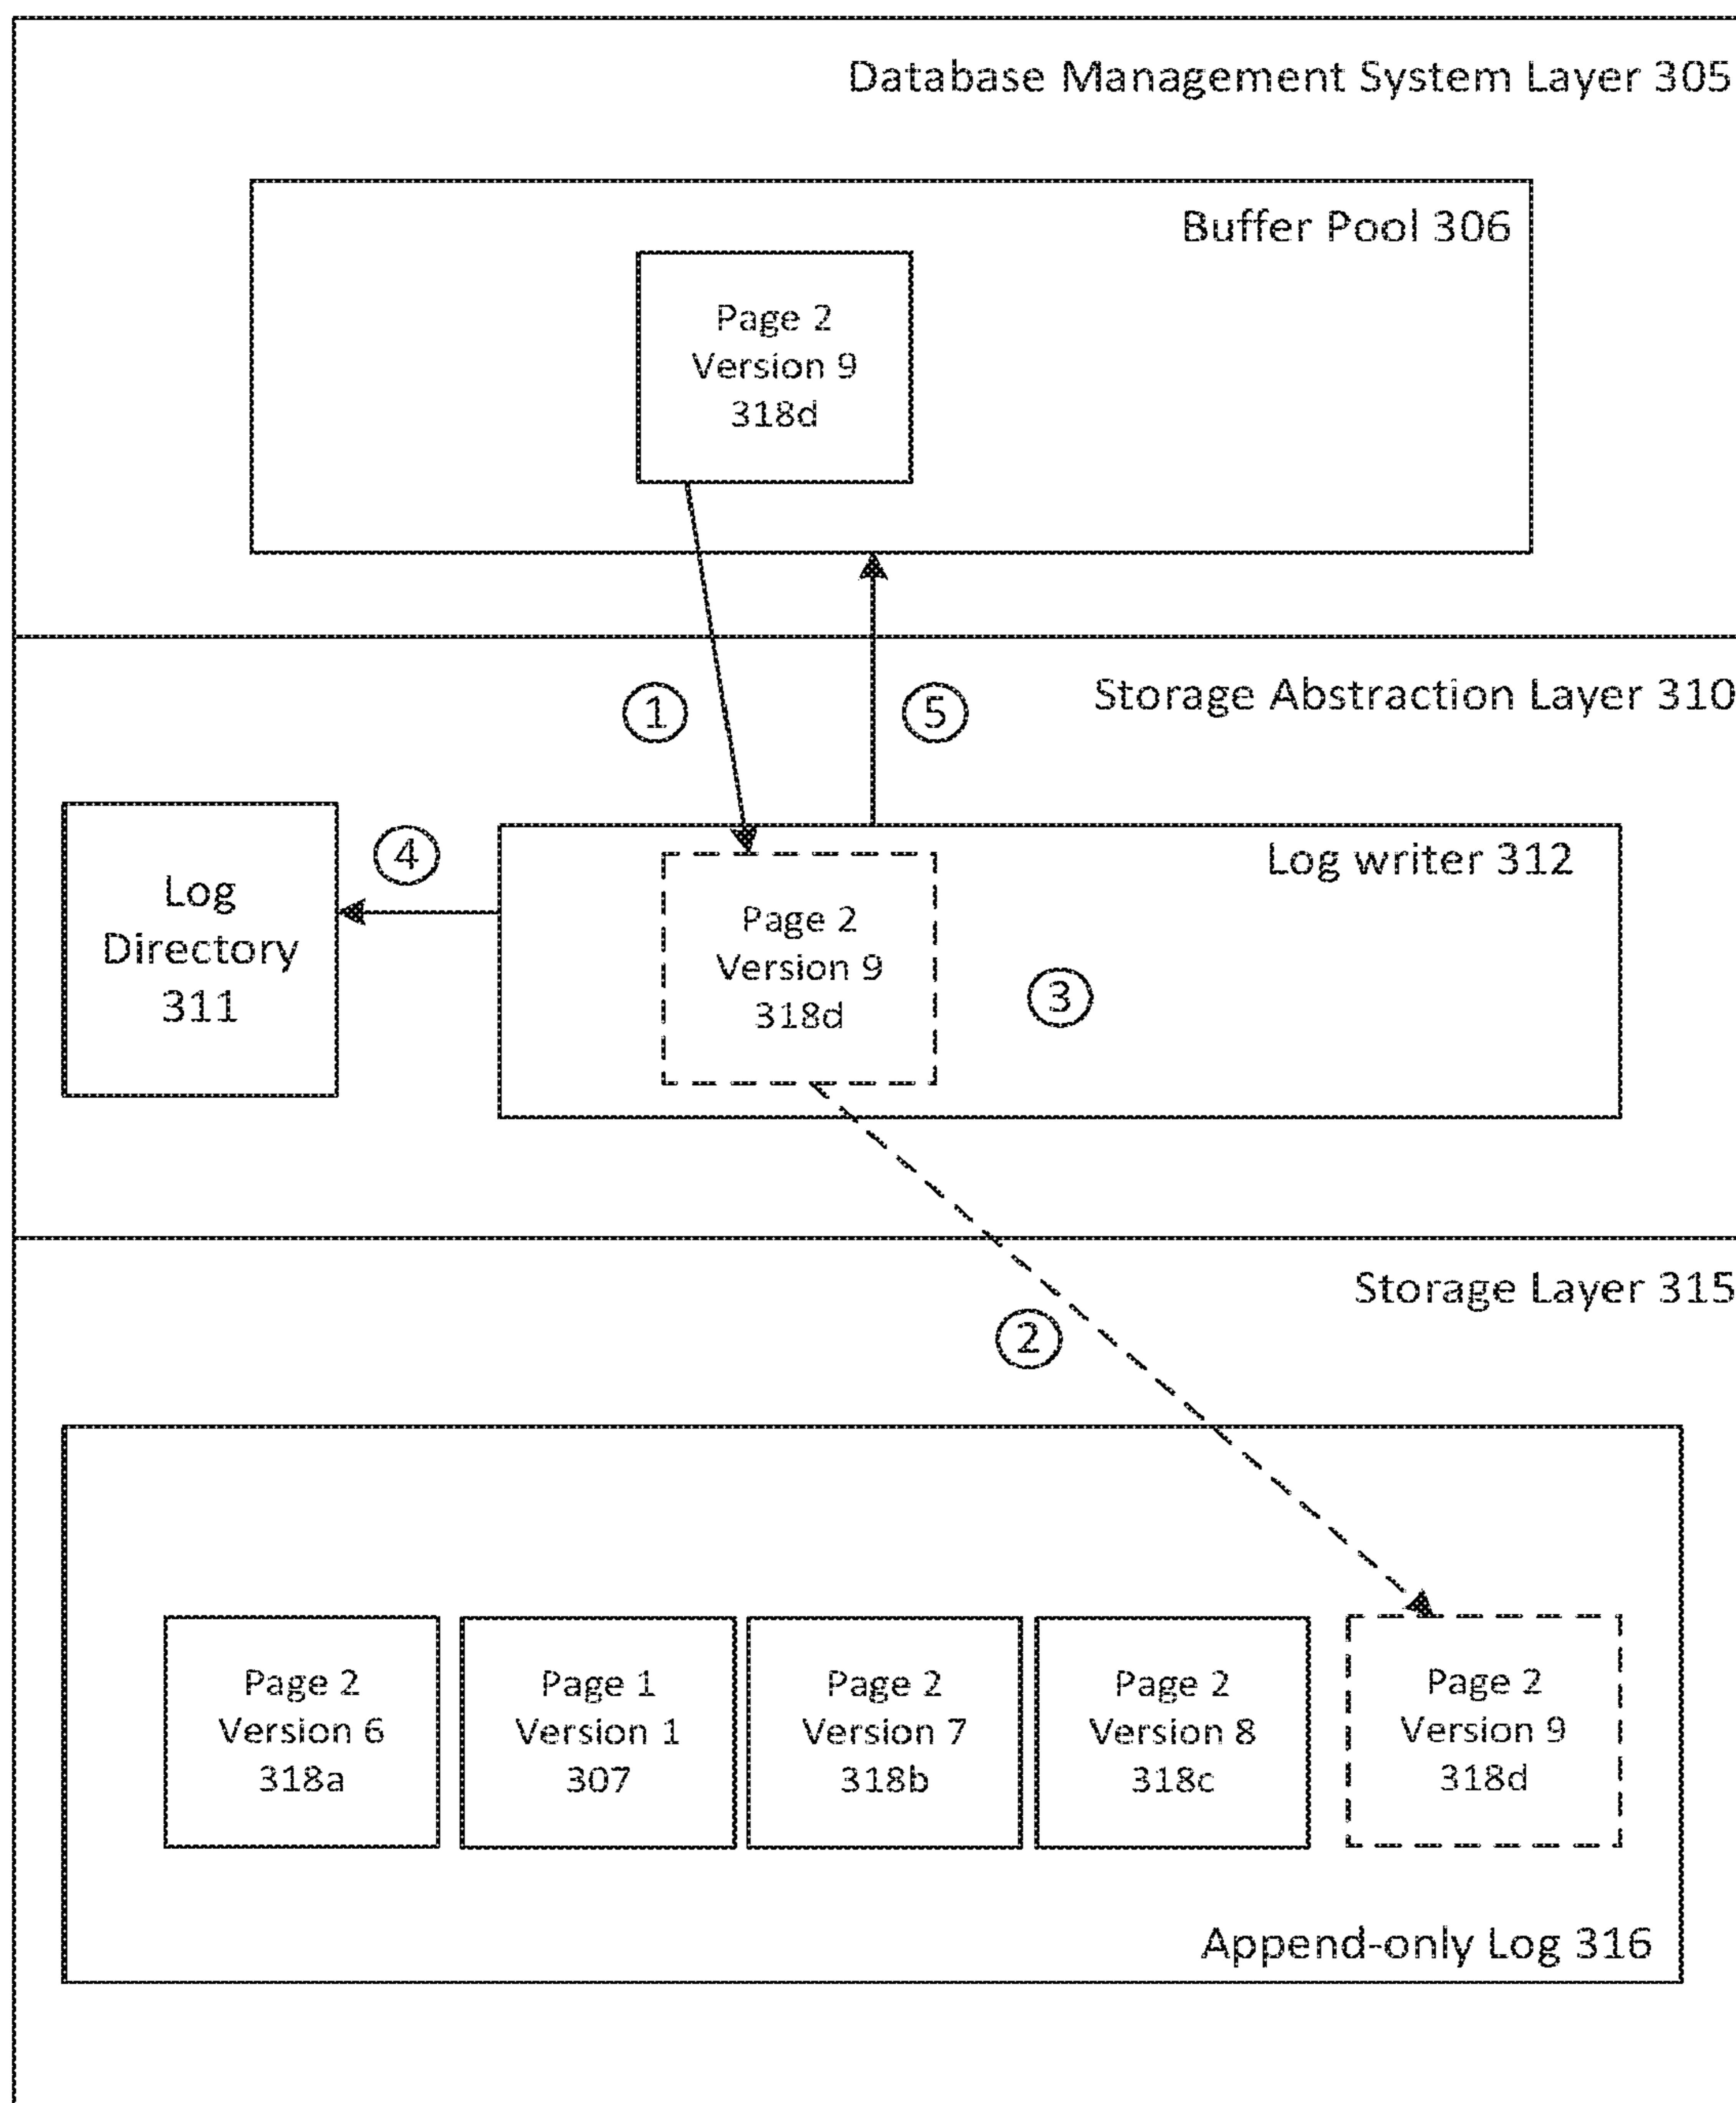 Database Management System Layer 305
Buffer Pool 306
Page 2
Version 9
318d
Storage Abstraction Layer 310
1
5
4
Log
Directory
311
Log writer 312
Page 2
Version 9
318d
3
Storage Layer 315
2
Page 2
Version 6
318a
Page 1
Version 1
307
Page 2
Version 7
318b
Page 2
Version 8
318c
Page 2
Version 9
318d
Append-only Log 316